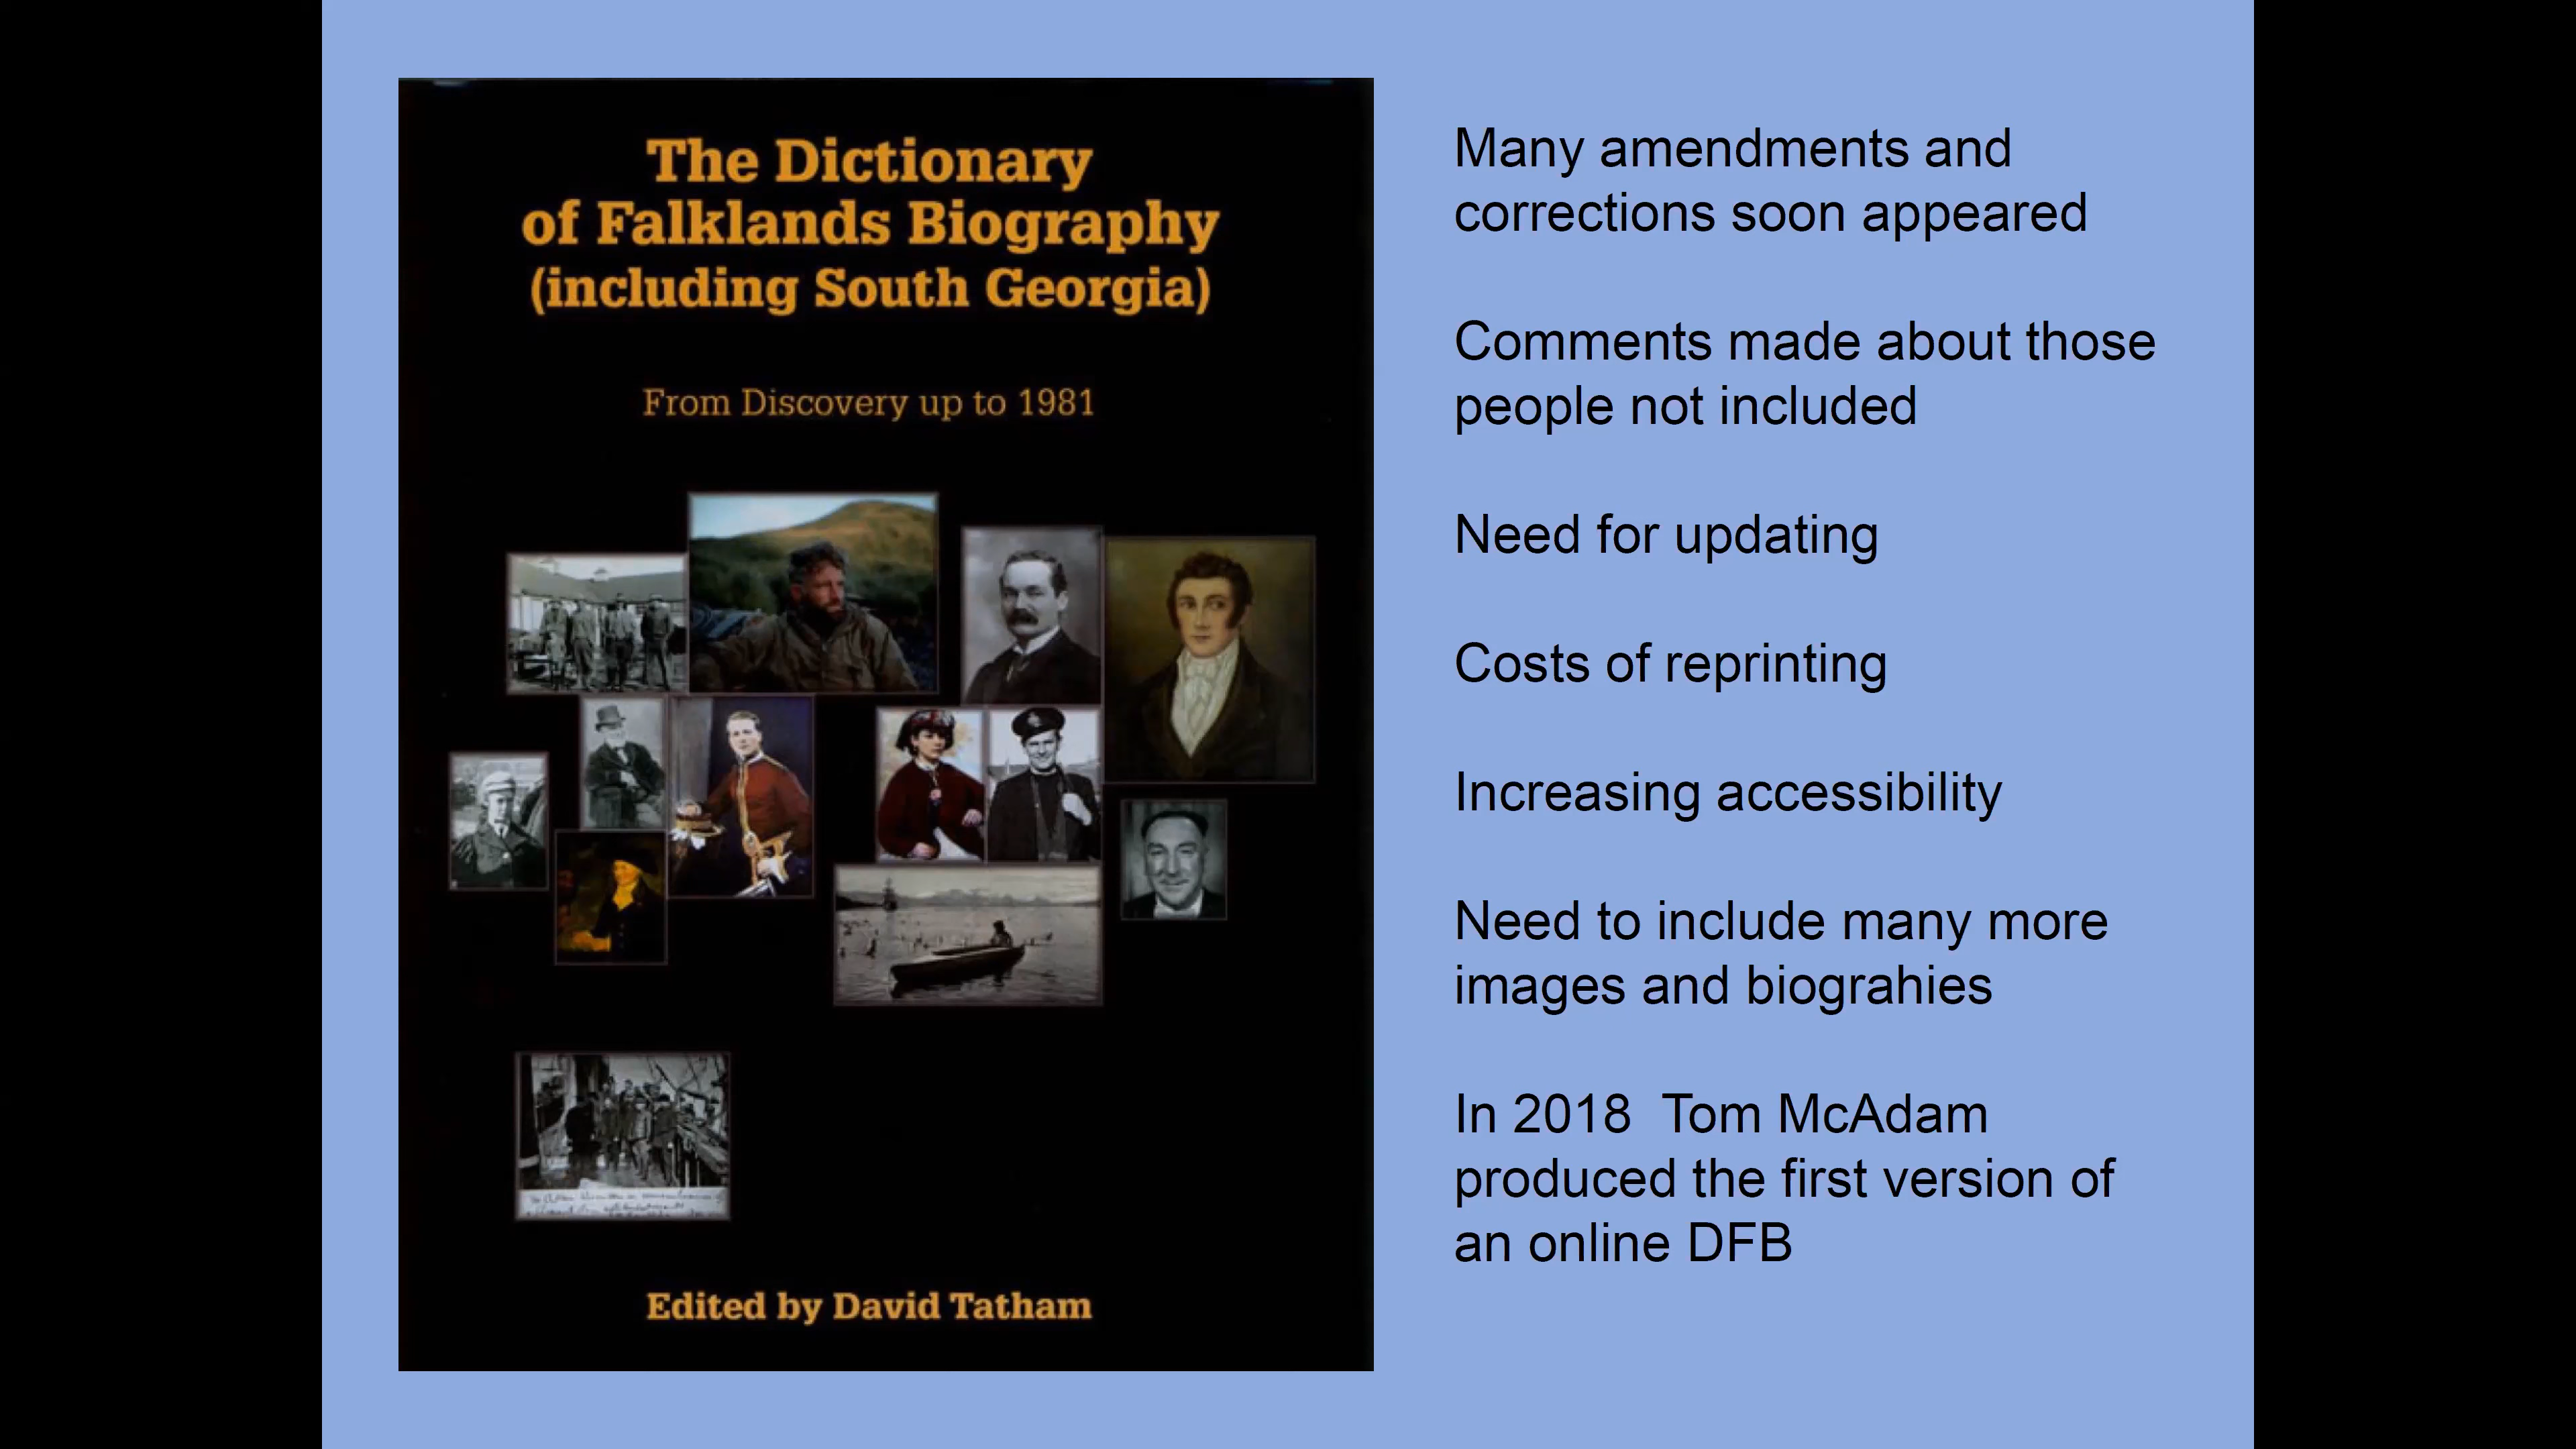 The Dictionary
of Falklands Biography
(including South Georgia)
From Discovery up to 1981
Edited by David Tatham
Many amendments and
corrections soon appeared
Comments made about those
people not included
Need for updating
Costs of reprinting
Increasing accessibility
Need to include many more
images and biograhies
In 2018  Tom McAdam
produced the first version of
an online DFB